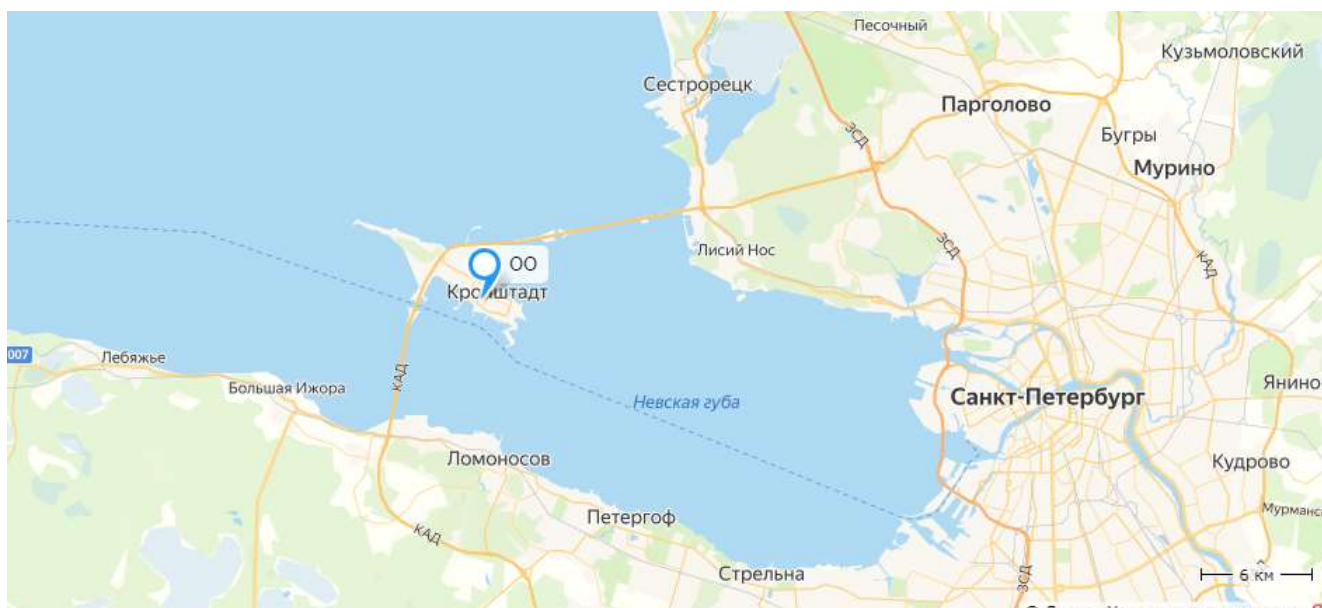 Песочный
Кузьмоловский
Сестрорецк
Парголово
ЗСД
Бугры
Мурино
Лисий Нос
ЗСД
КАД
ОО
Кронштадт
007
Лебяжье
Большая Ижора
КАД
Невская губа
Санкт-Петербург
Янино
Ломоносов
Кудрово
Петергоф
КАД
Мурманск
Стрельна
ЗСД
6 км